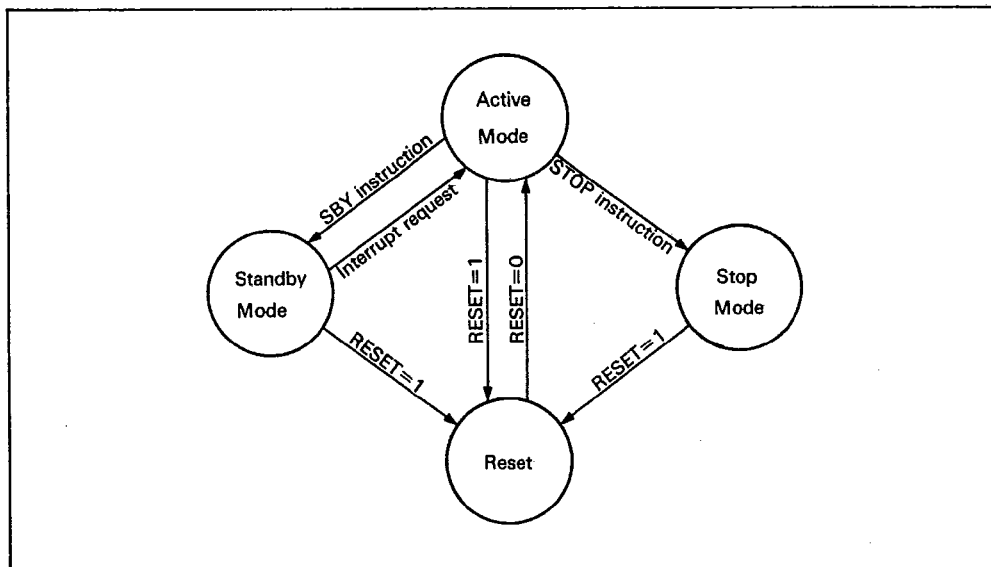 Active
Mode
SBY instruction
Interrupt request
STOP instruction
RESET=1
RESET=0
Standby
Mode
Stop
Mode
RESET=1
RESET=1
Reset